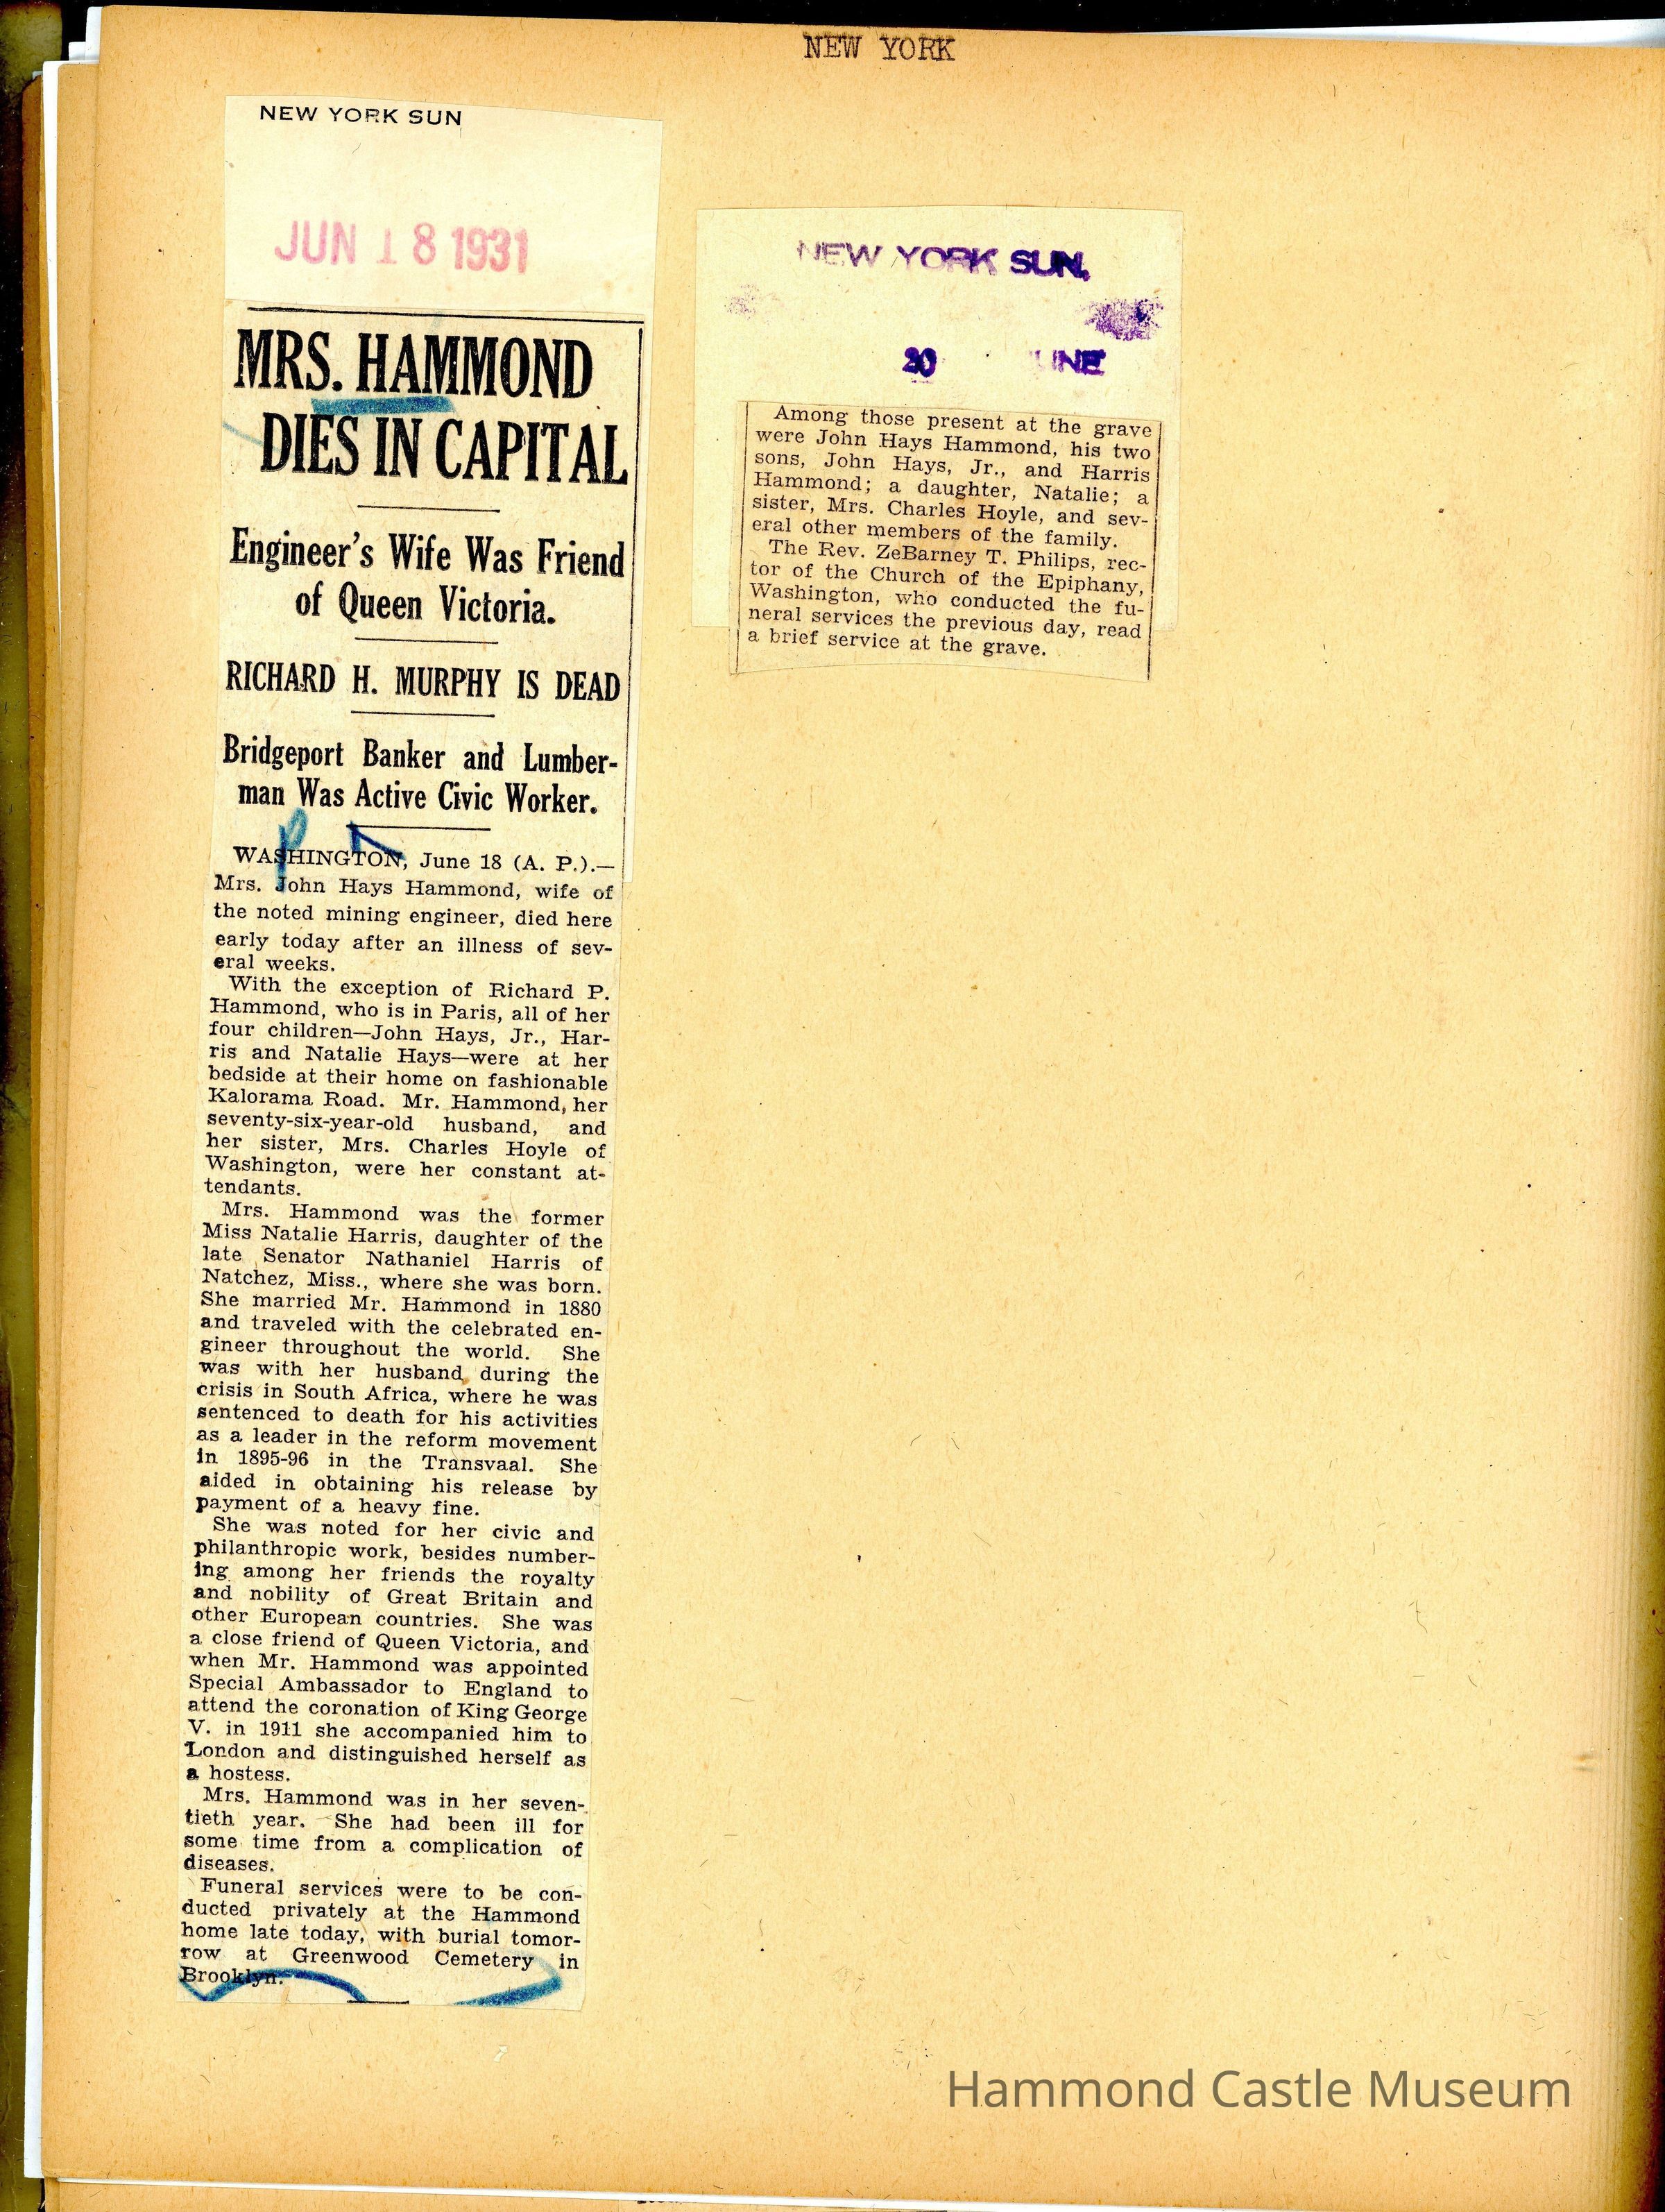 NEW YORK
NEW YORK SUN
JUN 18 1931
MRS. HAMMOND
DIES IN CAPITAL
Engineer's Wife Was Friend
of Queen Victoria.
RICHARD H. MURPHY IS DEAD
Bridgeport Banker and Lumber-
man Was Active Civic Worker.
WASHINGTON, June 18 (A. P.).—
Mrs. John Hays Hammond, wife of
the noted mining engineer, died here
early today after an illness of sev-
eral weeks.
With the exception of Richard P.
Hammond, who is in Paris, all of her
four children—John Hays, Jr., Har-
ris and Natalie Hays—were at her
bedside at their home on fashionable
Kalorama Road. Mr. Hammond, her
seventy-six-year-old husband, and
her sister, Mrs. Charles Hoyle of
Washington, were her constant at-
tendants.
Mrs. Hammond was the former
Miss Natalie Harris, daughter of the
late Senator Nathaniel Harris of
Natchez, Miss., where she was born.
She married Mr. Hammond in 1880
and traveled with the celebrated en-
gineer throughout the world. She
was with her husband during the
crisis in South Africa, where he was
sentenced to death for his activities
as a leader in the reform movement
in 1895-96 in the Transvaal. She
aided in obtaining his release by
payment of a heavy fine.
She was noted for her civic and
philanthropic work, besides number-
ing among her friends the royalty
and nobility of Great Britain and
other European countries. She was
a close friend of Queen Victoria, and
when Mr. Hammond was appointed
Special Ambassador to England to
attend the coronation of King George
V. in 1911 she accompanied him to
London and distinguished herself as
a hostess.
Mrs. Hammond was in her seven-
tieth year. She had been ill for
some time from a complication of
diseases.
Funeral services were to be con-
ducted privately at the Hammond
home late today, with burial tomor-
row at Greenwood Cemetery in
Brooklyn.
NEW YORK SUN,
20 UNE
Among those present at the grave
were John Hays Hammond, his two
sons, John Hays, Jr., and Harris
Hammond; a daughter, Natalie; a
sister, Mrs. Charles Hoyle, and sev-
eral other members of the family.
The Rev. ZeBarney T. Philips, rec-
tor of the Church of the Epiphany,
Washington, who conducted the fu-
neral services the previous day, read
a brief service at the grave.
Hammond Castle Museum